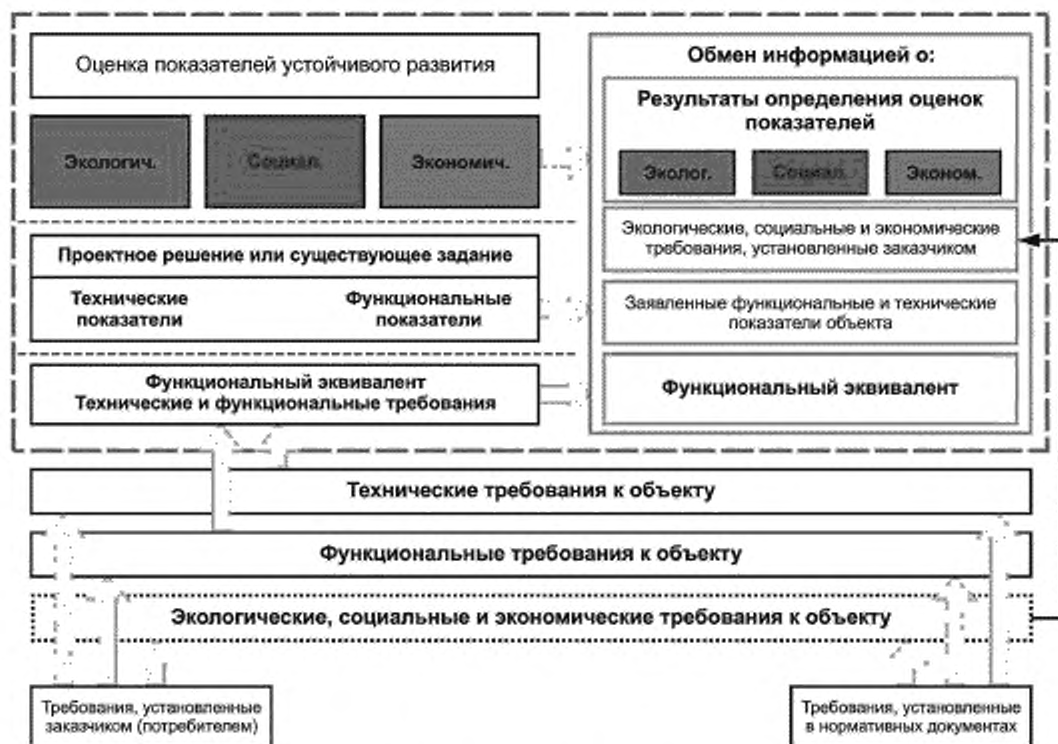 Оценка показателей устойчивого развития
Экологич.
Социал.
Экономич.
Проектное решение или существующее задание
Технические
показатели
Функциональные
показатели
Функциональный эквивалент
Технические и функциональные требования
Обмен информацией о:
Результаты определения оценок
показателей
Эколог.
Социал.
Эконом.
Экологические, социальные и экономические
требования, установленные заказчиком
Заявленные функциональные и технические
показатели объекта
Функциональный эквивалент
Технические требования к объекту
Функциональные требования к объекту
Экологические, социальные и экономические требования к объекту
Требования, установленные
заказчиком (потребителем)
Требования, установленные
в нормативных документах